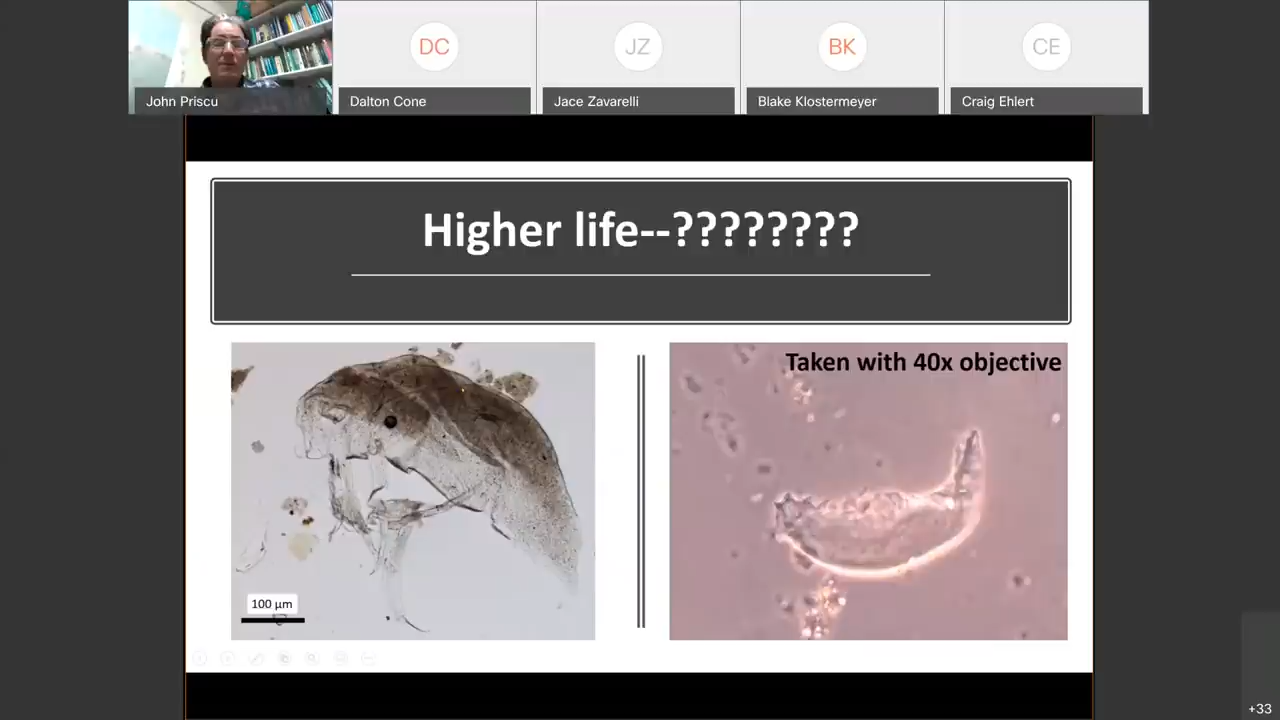 DC
JZ
BK
CE
John Priscu
Dalton Cone
Jace Zavarelli
Blake Klostermeyer
Craig Ehlert
Higher life--????????
Taken with 40x objective
100 µm
+33